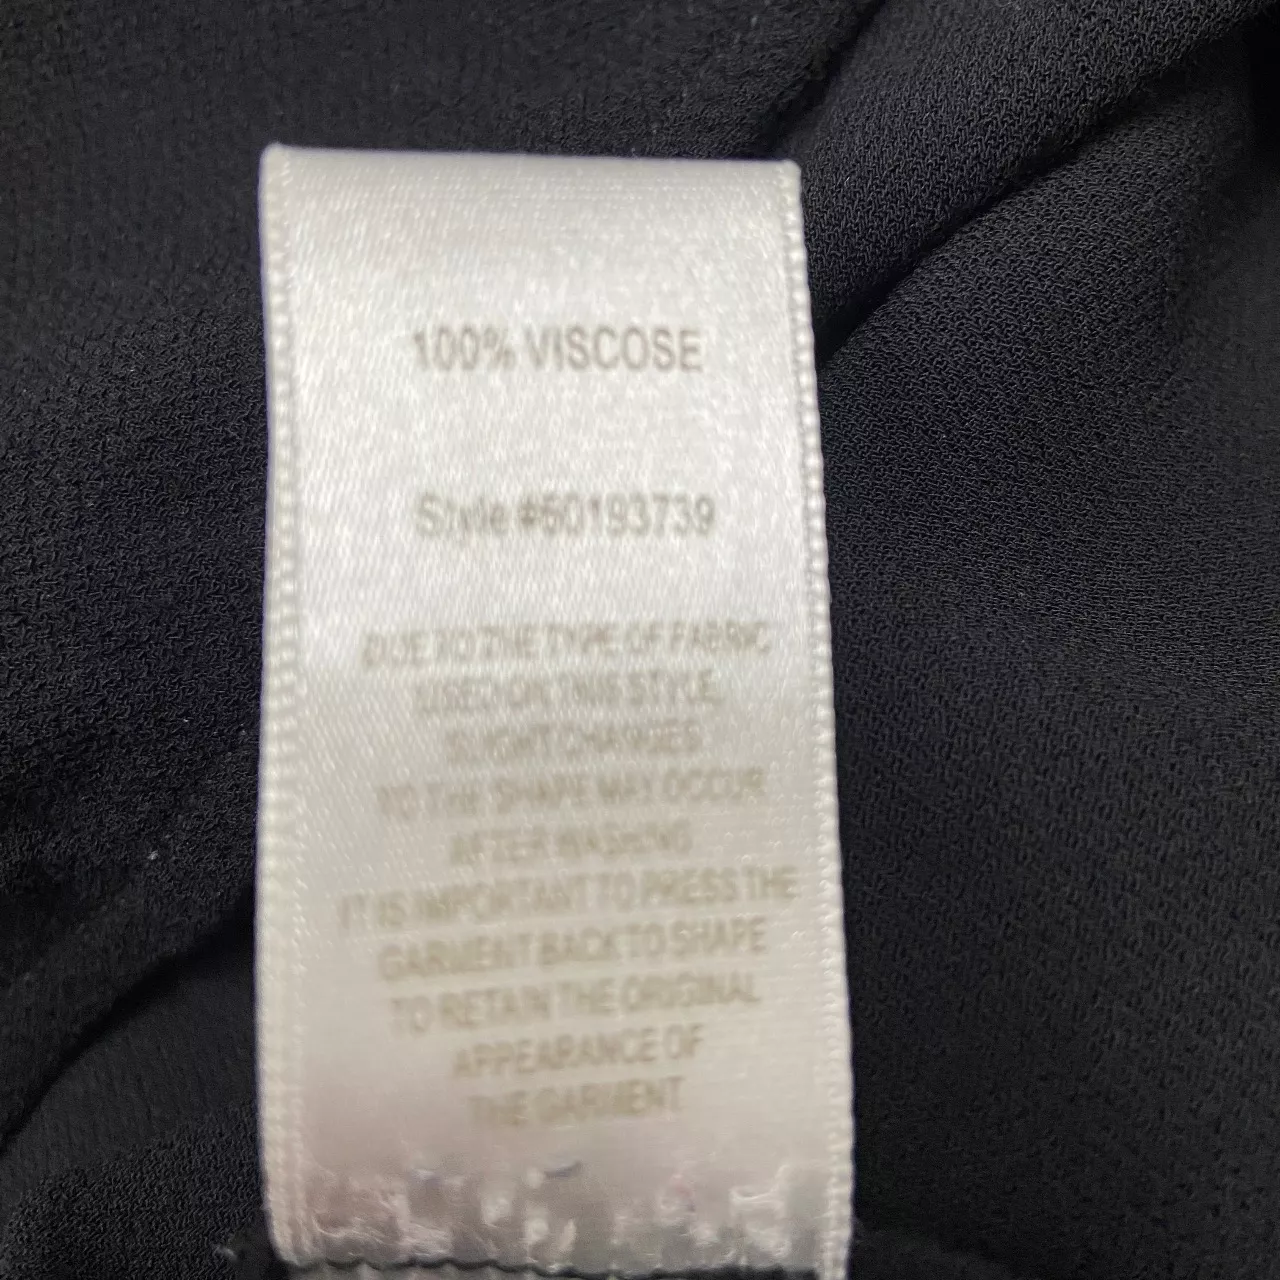 100% VISCOSE
Style #60193739
DUE TO THE TYPE OF FABRIC
USED ON THIS STYLE
SLIGHT CHANGES
TO THE SHAPE MAY OCCUR
AFTER WASHING
IT IS IMPORTANT TO PRESS THE
GARMENT BACK TO SHAPE
TO RETAIN THE ORIGINAL
APPEARANCE OF
THE GARMENT